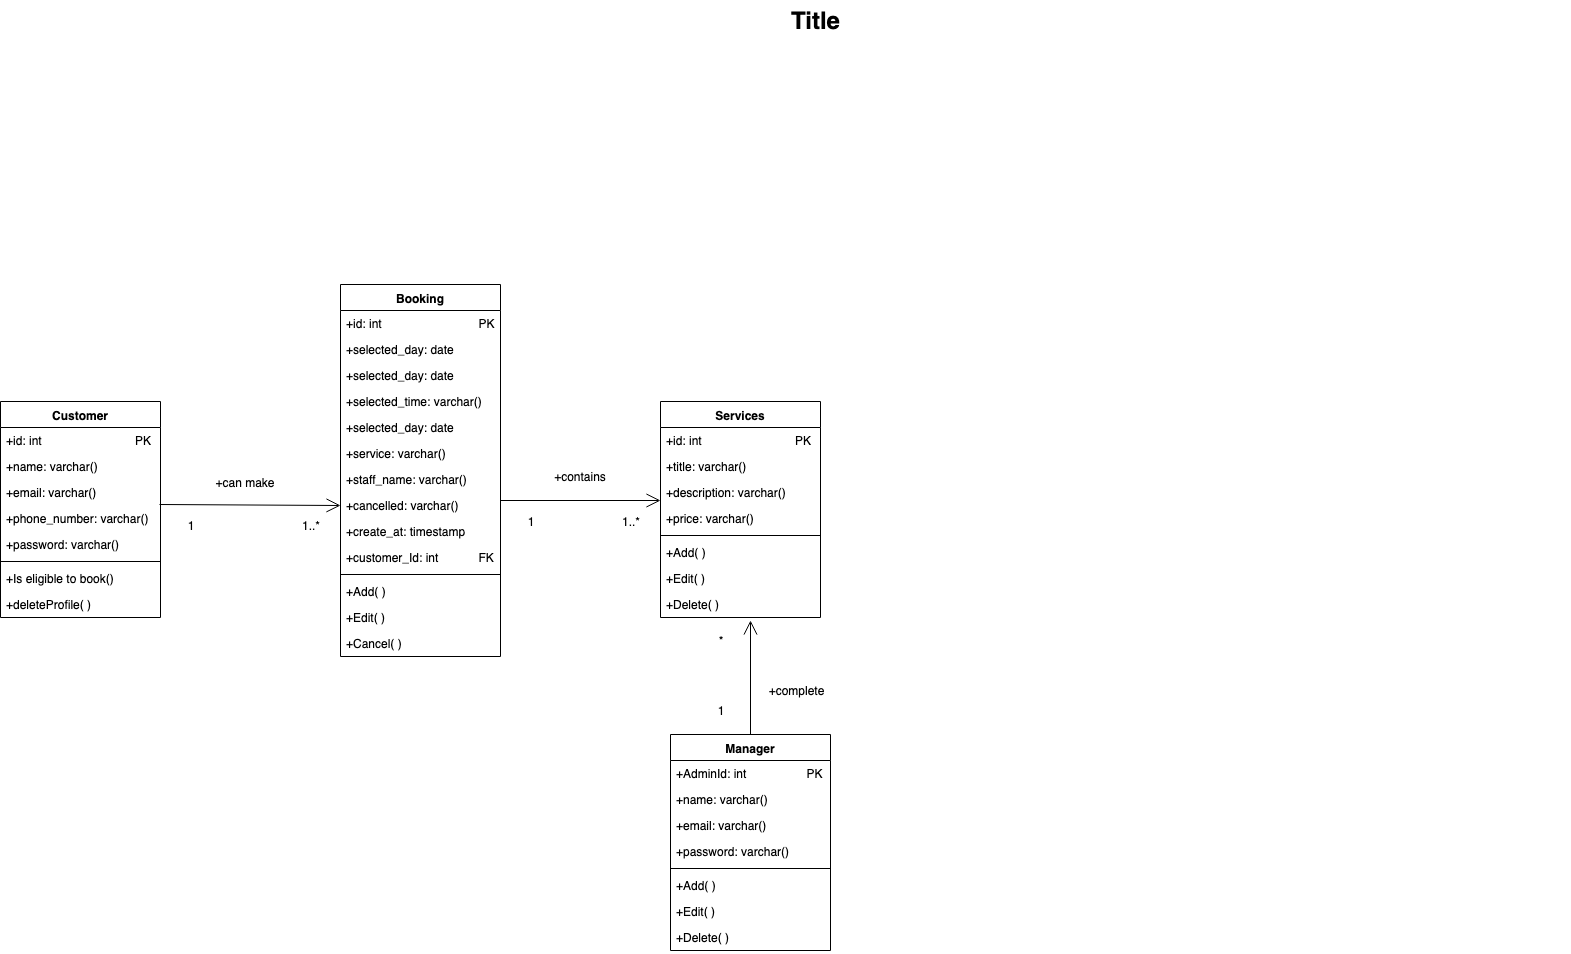 Title
Booking
+id: int PK
+selected_day: date
+selected_day: date
+selected_time: varchar()
+selected_day: date
+service: varchar()
+staff_name: varchar()
+cancelled: varchar()
+create_at: timestamp
+customer_Id: int FK
+Add( )
+Edit( )
+Cancel( )
Customer
+id: int PK
+name: varchar()
+email: varchar()
+phone_number: varchar()
+password: varchar()
+Is eligible to book()
+deleteProfile( )
+can make
1 1..*
+contains
1 1..*
Services
+id: int PK
+title: varchar()
+description: varchar()
+price: varchar()
+Add( )
+Edit( )
+Delete( )
*
+complete
1
Manager
+AdminId: int PK
+name: varchar()
+email: varchar()
+password: varchar()
+Add( )
+Edit( )
+Delete( )